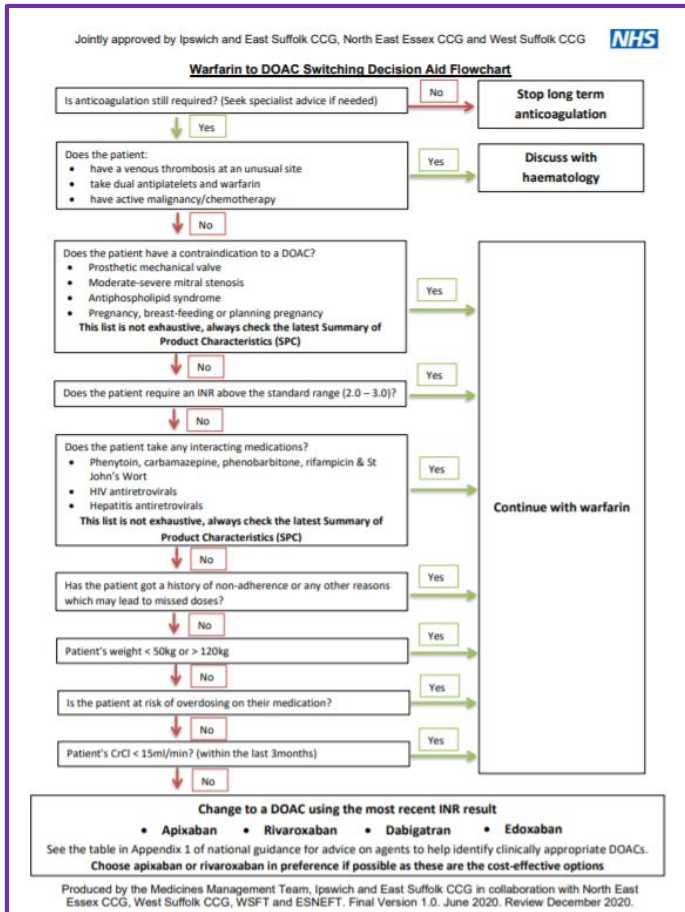 Jointly approved by Ipswich and East Suffolk CCG, North East Essex CCG and West Suffolk CCG
NHS
Warfarin to DOAC Switching Decision Aid Flowchart
Is anticoagulation still required? (Seek specialist advice if needed)
No
Stop long term
anticoagulation
Yes
Does the patient:
• have a venous thrombosis at an unusual site
• take dual antiplatelets and warfarin
• have active malignancy/chemotherapy
Yes
Discuss with
haematology
No
Does the patient have a contraindication to a DOAC?
• Prosthetic mechanical valve
• Moderate-severe mitral stenosis
• Antiphospholipid syndrome
• Pregnancy, breast-feeding or planning pregnancy
This list is not exhaustive, always check the latest Summary of
Product Characteristics (SPC)
Yes
No
Does the patient require an INR above the standard range (2.0 – 3.0)?
Yes
No
Does the patient take any interacting medications?
• Phenytoin, carbamazepine, phenobarbitone, rifampicin & St
John's Wort
• HIV antiretrovirals
• Hepatitis antiretrovirals
This list is not exhaustive, always check the latest Summary of
Product Characteristics (SPC)
Yes
Continue with warfarin
No
Has the patient got a history of non-adherence or any other reasons
which may lead to missed doses?
Yes
No
Patient's weight < 50kg or > 120kg
Yes
No
Is the patient at risk of overdosing on their medication?
Yes
No
Patient's CrCl < 15ml/min? (within the last 3months)
Yes
No
Change to a DOAC using the most recent INR result
• Apixaban • Rivaroxaban • Dabigatran • Edoxaban
See the table in Appendix 1 of national guidance for advice on agents to help identify clinically appropriate DOACs.
Choose apixaban or rivaroxaban in preference if possible as these are the cost-effective options
Produced by the Medicines Management Team, Ipswich and East Suffolk CCG in collaboration with North East
Essex CCG, West Suffolk CCG, WSFT and ESNEFT. Final Version 1.0. June 2020. Review December 2020.